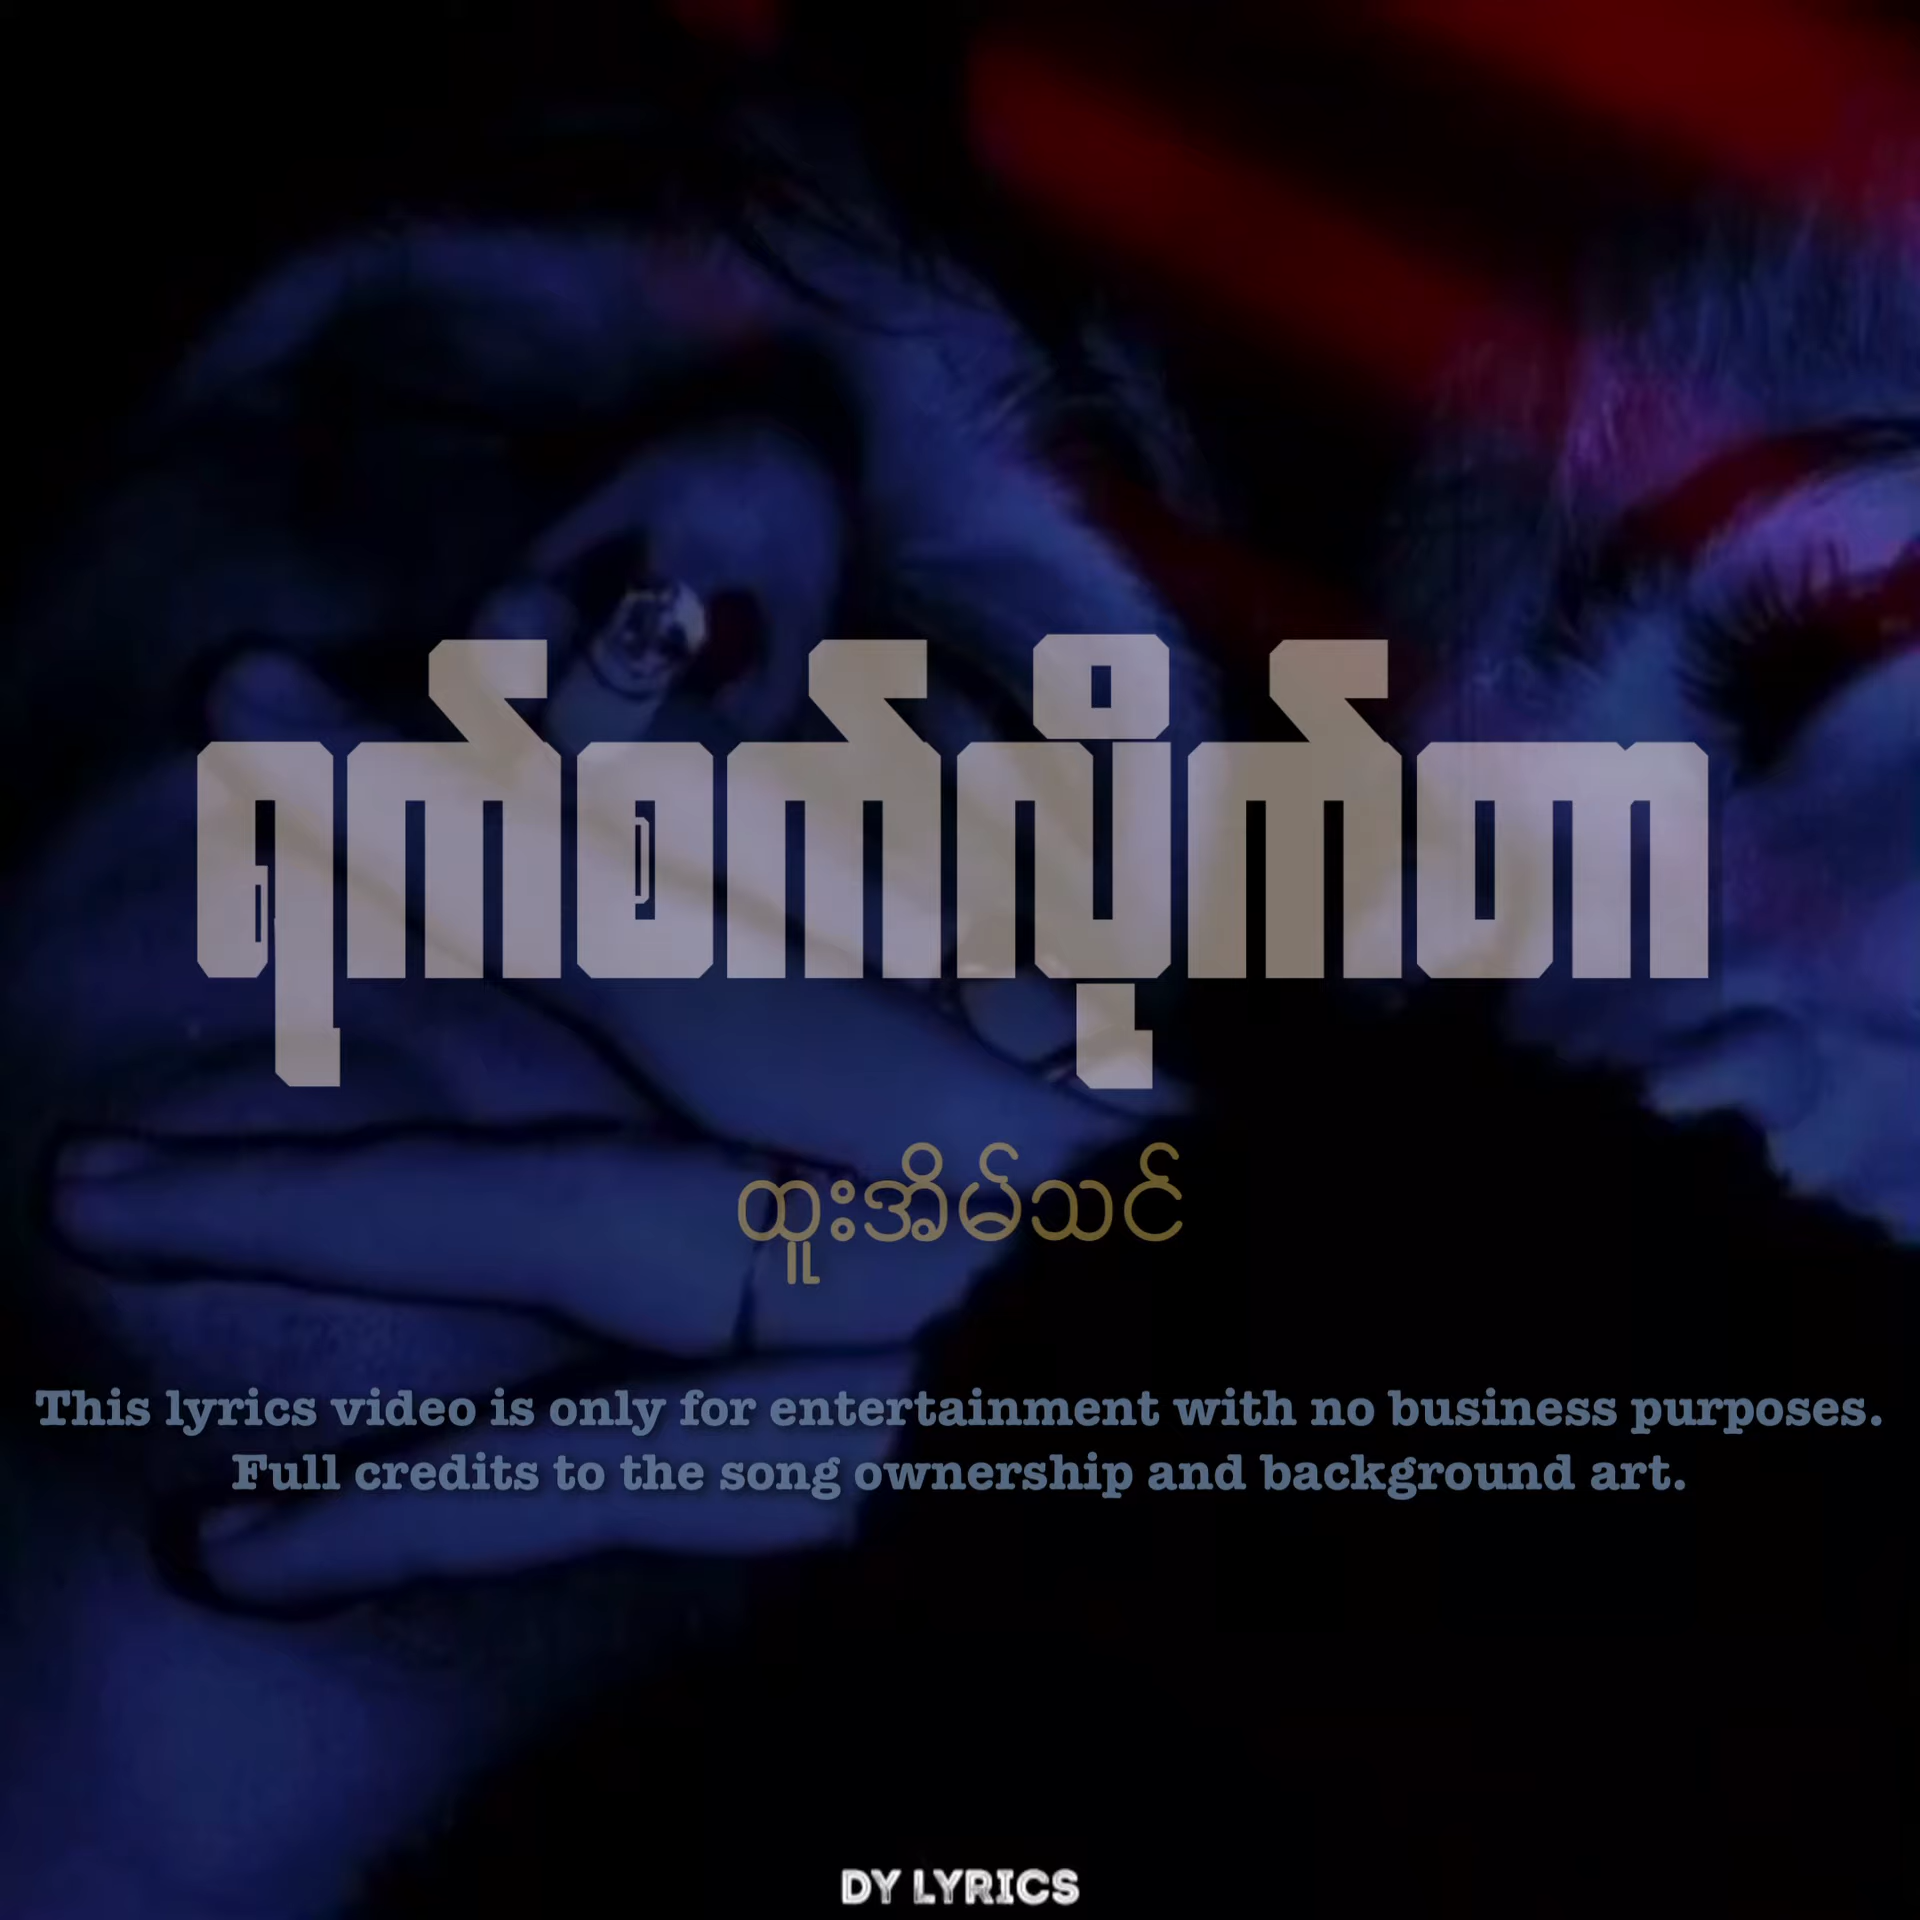 ရက်စက်လိုက်တာ
ထူးအိမ်သင်
This lyrics video is only for entertainment with no business purposes.
Full credits to the song ownership and background art.
DY LYRICS